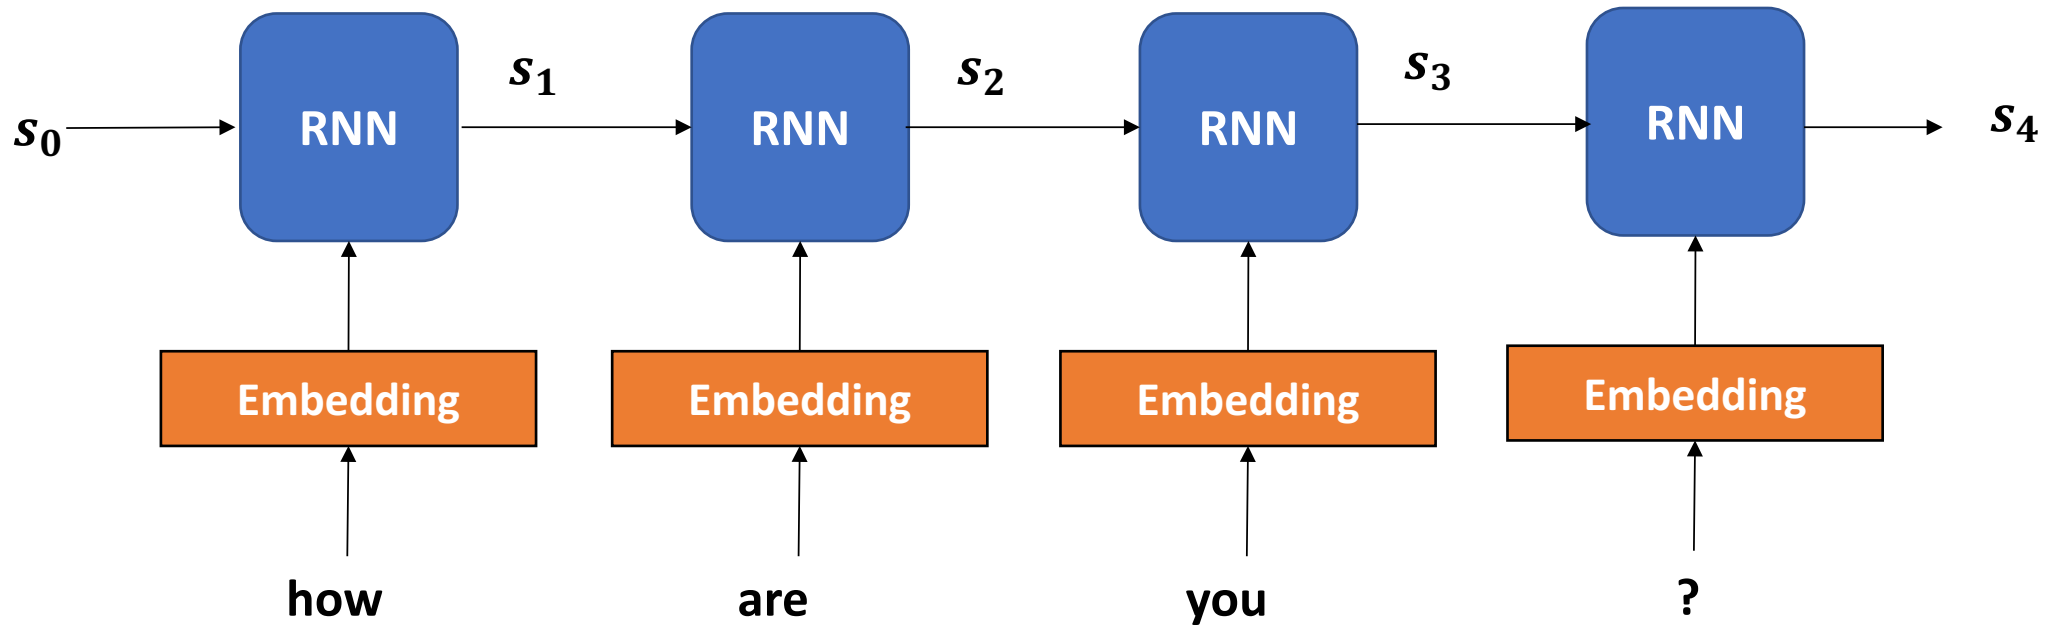 s₀ RNN s₁ RNN s₂ RNN s₃ RNN s₄
Embedding Embedding Embedding Embedding
how are you ?